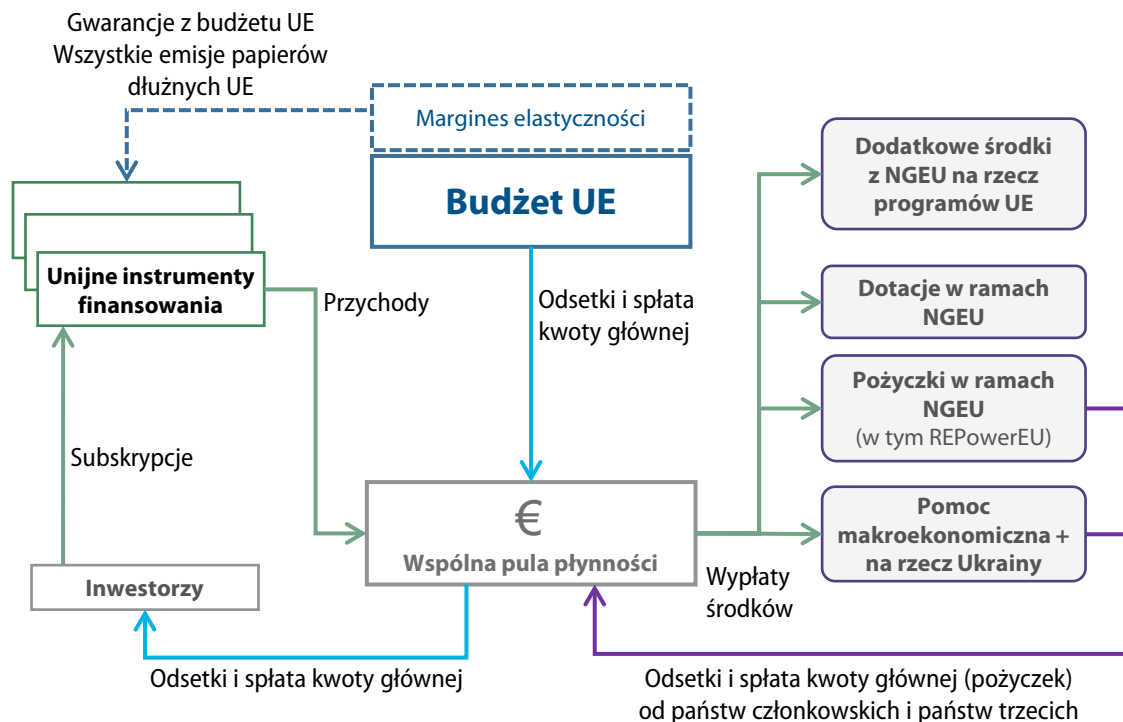 Gwarancje z budżetu UE
Wszystkie emisje papierów
dłużnych UE
Margines elastyczności
Budżet UE
Unijne instrumenty
finansowania
Przychody
Odsetki i spłata
kwoty głównej
Dodatkowe środki
z NGEU na rzecz
programów UE
Dotacje w ramach
NGEU
Pożyczki w ramach
NGEU
(w tym REPowerEU)
Subskrypcje
€
Wspólna pula płynności
Pomoc
makroekonomiczna +
na rzecz Ukrainy
Inwestorzy
Wypłaty
środków
Odsetki i spłata kwoty głównej
Odsetki i spłata kwoty głównej (pożyczek)
od państw członkowskich i państw trzecich